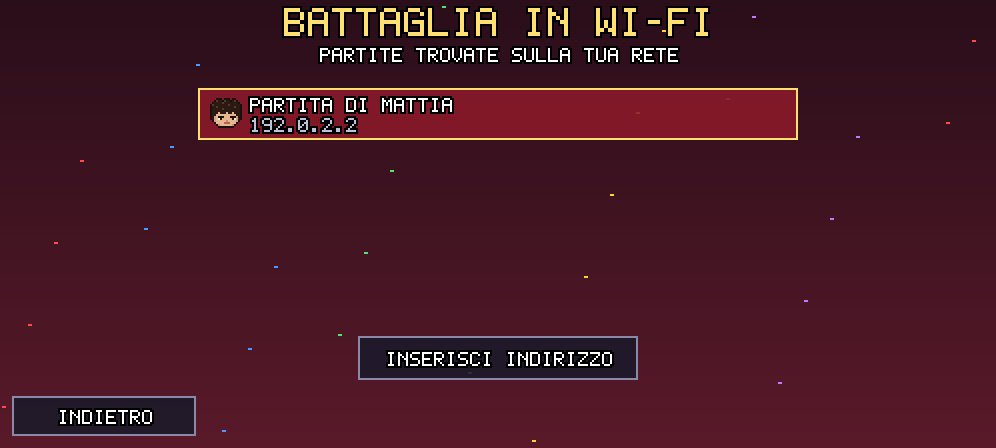 BATTAGLIA IN WI-FI
PARTITE TROVATE SULLA TUA RETE
PARTITA DI MATTIA
192.0.2.2
INSERISCI INDIRIZZO
INDIETRO